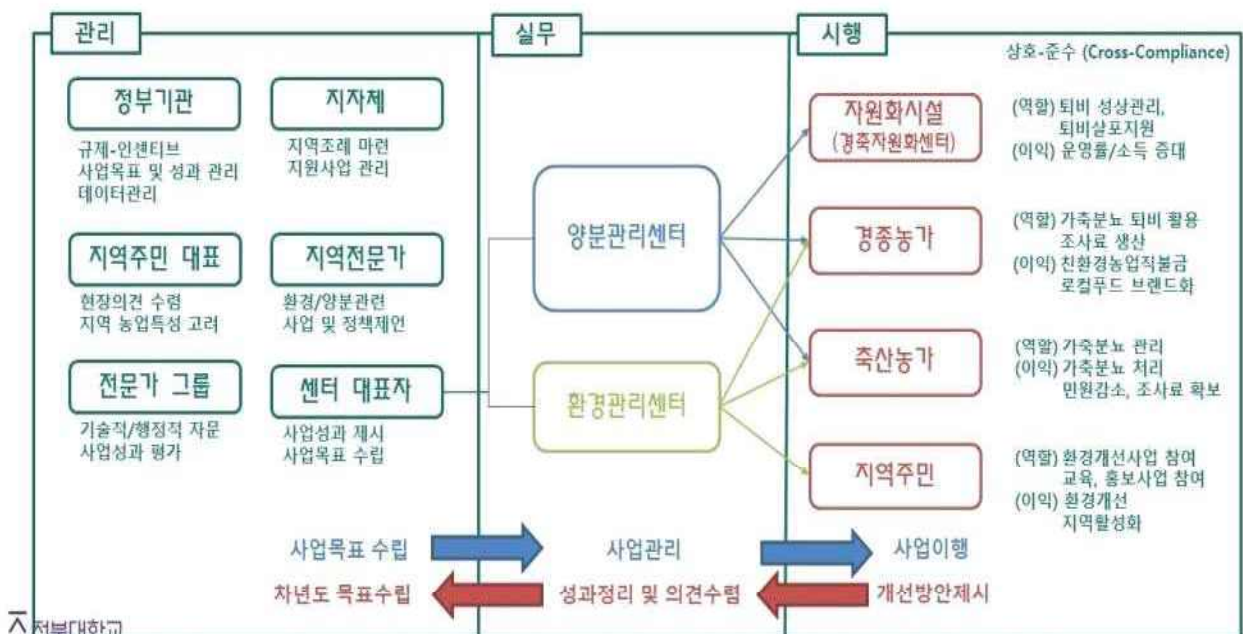 관리
실무
시행
상호-준수 (Cross-Compliance)
정부기관
규제-인센티브
사업목표 및 성과 관리
데이터관리
지자체
지역조례 마련
지원사업 관리
지역주민 대표
현장의견 수렴
지역 농업특성 고려
지역전문가
환경/양분관련
사업 및 정책제언
전문가 그룹
기술적/행정적 자문
사업성과 평가
센터 대표자
사업성과 제시
사업목표 수립
양분관리센터
환경관리센터
자원화시설
(경축자원화센터)
(역할) 퇴비 성상관리,
퇴비살포지원
(이익) 운영률/소득 증대
경종농가
(역할) 가축분뇨 퇴비 활용
조사료 생산
(이익) 친환경농업직불금
로컬푸드 브랜드화
축산농가
(역할) 가축분뇨 관리
(이익) 가축분뇨 처리
민원감소, 조사료 확보
지역주민
(역할) 환경개선사업 참여
교육, 홍보사업 참여
(이익) 환경개선
지역활성화
사업목표 수립
사업관리
사업이행
차년도 목표수립
성과정리 및 의견수렴
개선방안제시
전북대학교